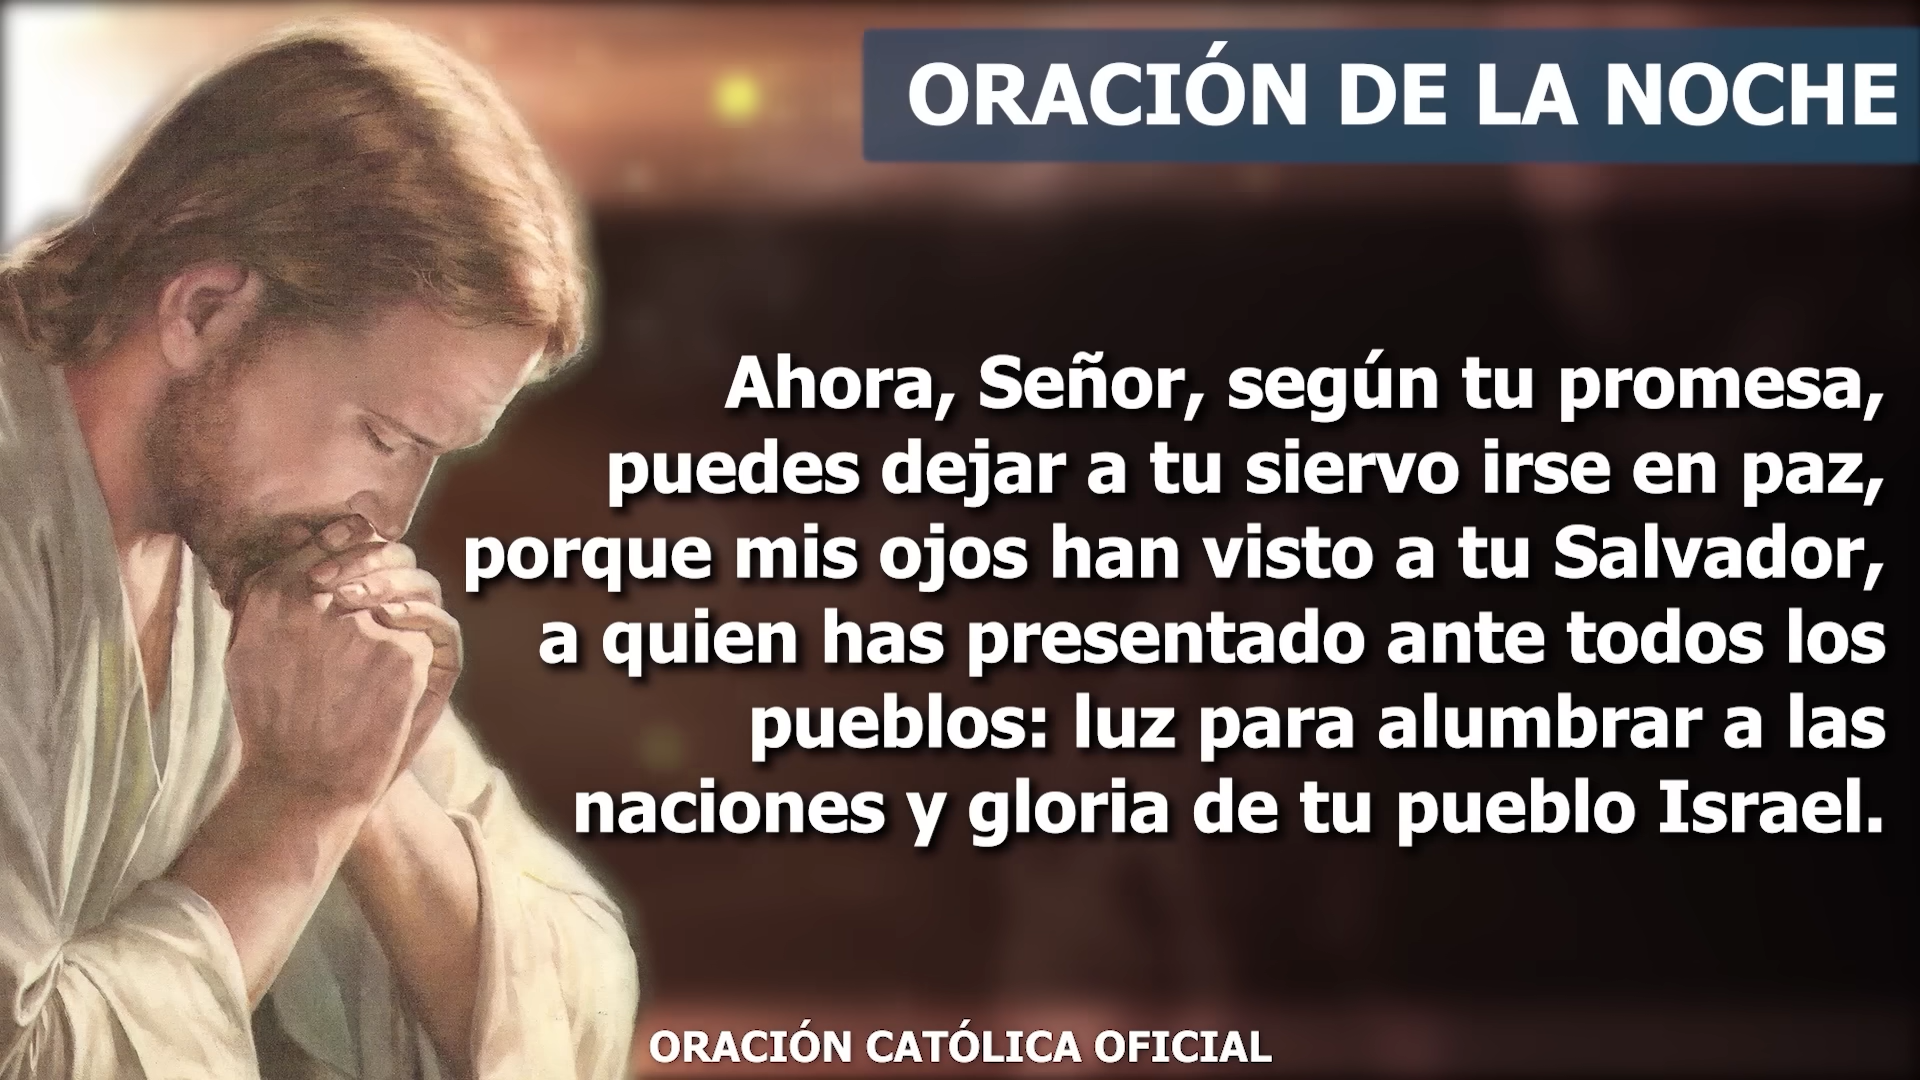 ORACIÓN DE LA NOCHE
Ahora, Señor, según tu promesa,
puedes dejar a tu siervo irse en paz,
porque mis ojos han visto a tu Salvador,
a quien has presentado ante todos los
pueblos: luz para alumbrar a las
naciones y gloria de tu pueblo Israel.
ORACIÓN CATÓLICA OFICIAL